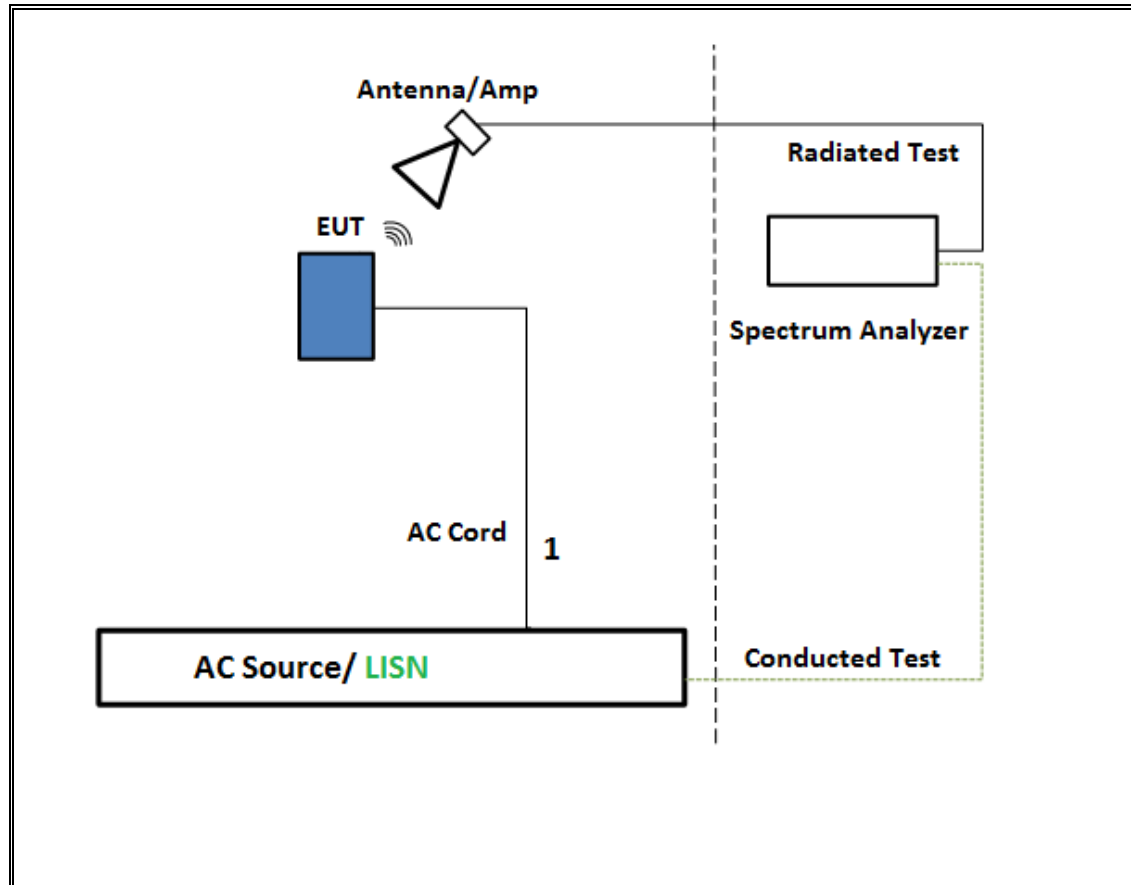 Antenna/Amp
Radiated Test
EUT
Spectrum Analyzer
AC Cord
1
Conducted Test
AC Source/ LISN